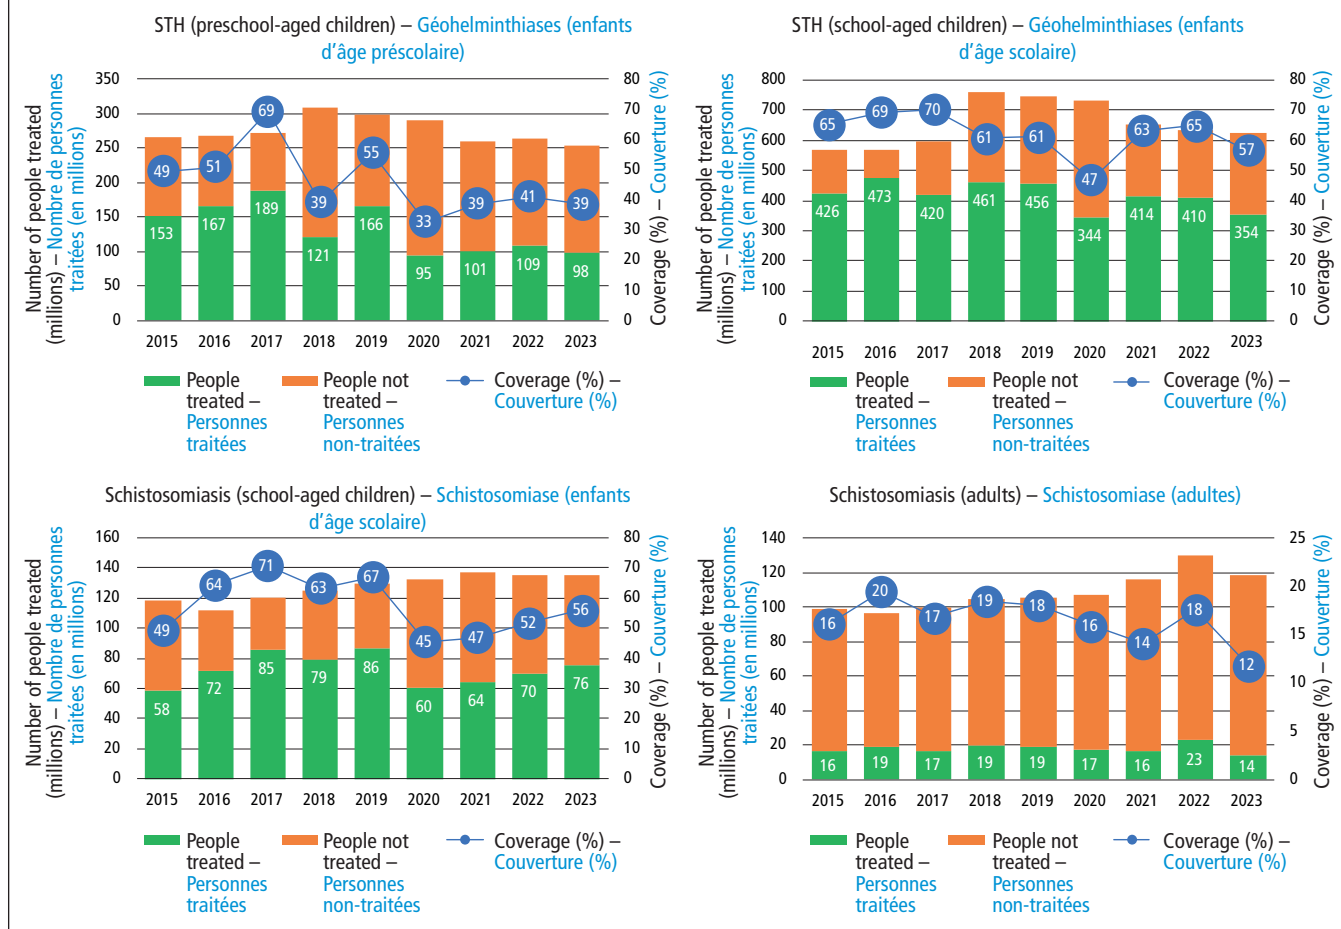 STH (preschool-aged children) – Géohelminthiases (enfants
d’âge préscolaire)
Number of people treated
(millions) – Nombre de personnes
traitées (en millions)
350
300
250
200
150
100
50
0
80
70
60
50
40
30
20
10
0
Coverage (%) – Couverture (%)
49
51
69
39
55
33
39
41
39
153
167
189
121
166
95
101
109
98
2015 2016 2017 2018 2019 2020 2021 2022 2023
People
treated –
Personnes
traitées
People not
treated –
Personnes
non-traitées
Coverage (%) –
Couverture (%)
STH (school-aged children) – Géohelminthiases (enfants
d’âge scolaire)
Number of people treated
(millions) – Nombre de personnes
traitées (en millions)
800
700
600
500
400
300
200
100
0
80
70
60
50
40
30
20
10
0
Coverage (%) – Couverture (%)
65
69
70
61
61
47
63
65
57
426
473
420
461
456
344
414
410
354
2015 2016 2017 2018 2019 2020 2021 2022 2023
People
treated –
Personnes
traitées
People not
treated –
Personnes
non-traitées
Coverage (%) –
Couverture (%)
Schistosomiasis (school-aged children) – Schistosomiase (enfants
d’âge scolaire)
Number of people treated
(millions) – Nombre de personnes
traitées (en millions)
160
140
120
100
80
60
40
20
0
80
70
60
50
40
30
20
10
0
Coverage (%) – Couverture (%)
49
64
71
63
67
45
47
52
56
58
72
85
79
86
60
64
70
76
2015 2016 2017 2018 2019 2020 2021 2022 2023
People
treated –
Personnes
traitées
People not
treated –
Personnes
non-traitées
Coverage (%) –
Couverture (%)
Schistosomiasis (adults) – Schistosomiase (adultes)
Number of people treated
(millions) – Nombre de personnes
traitées (en millions)
140
120
100
80
60
40
20
0
25
20
15
10
5
0
Coverage (%) – Couverture (%)
16
20
17
19
18
16
14
18
12
16
19
17
19
19
17
16
23
14
2015 2016 2017 2018 2019 2020 2021 2022 2023
People
treated –
Personnes
traitées
People not
treated –
Personnes
non-traitées
Coverage (%) –
Couverture (%)